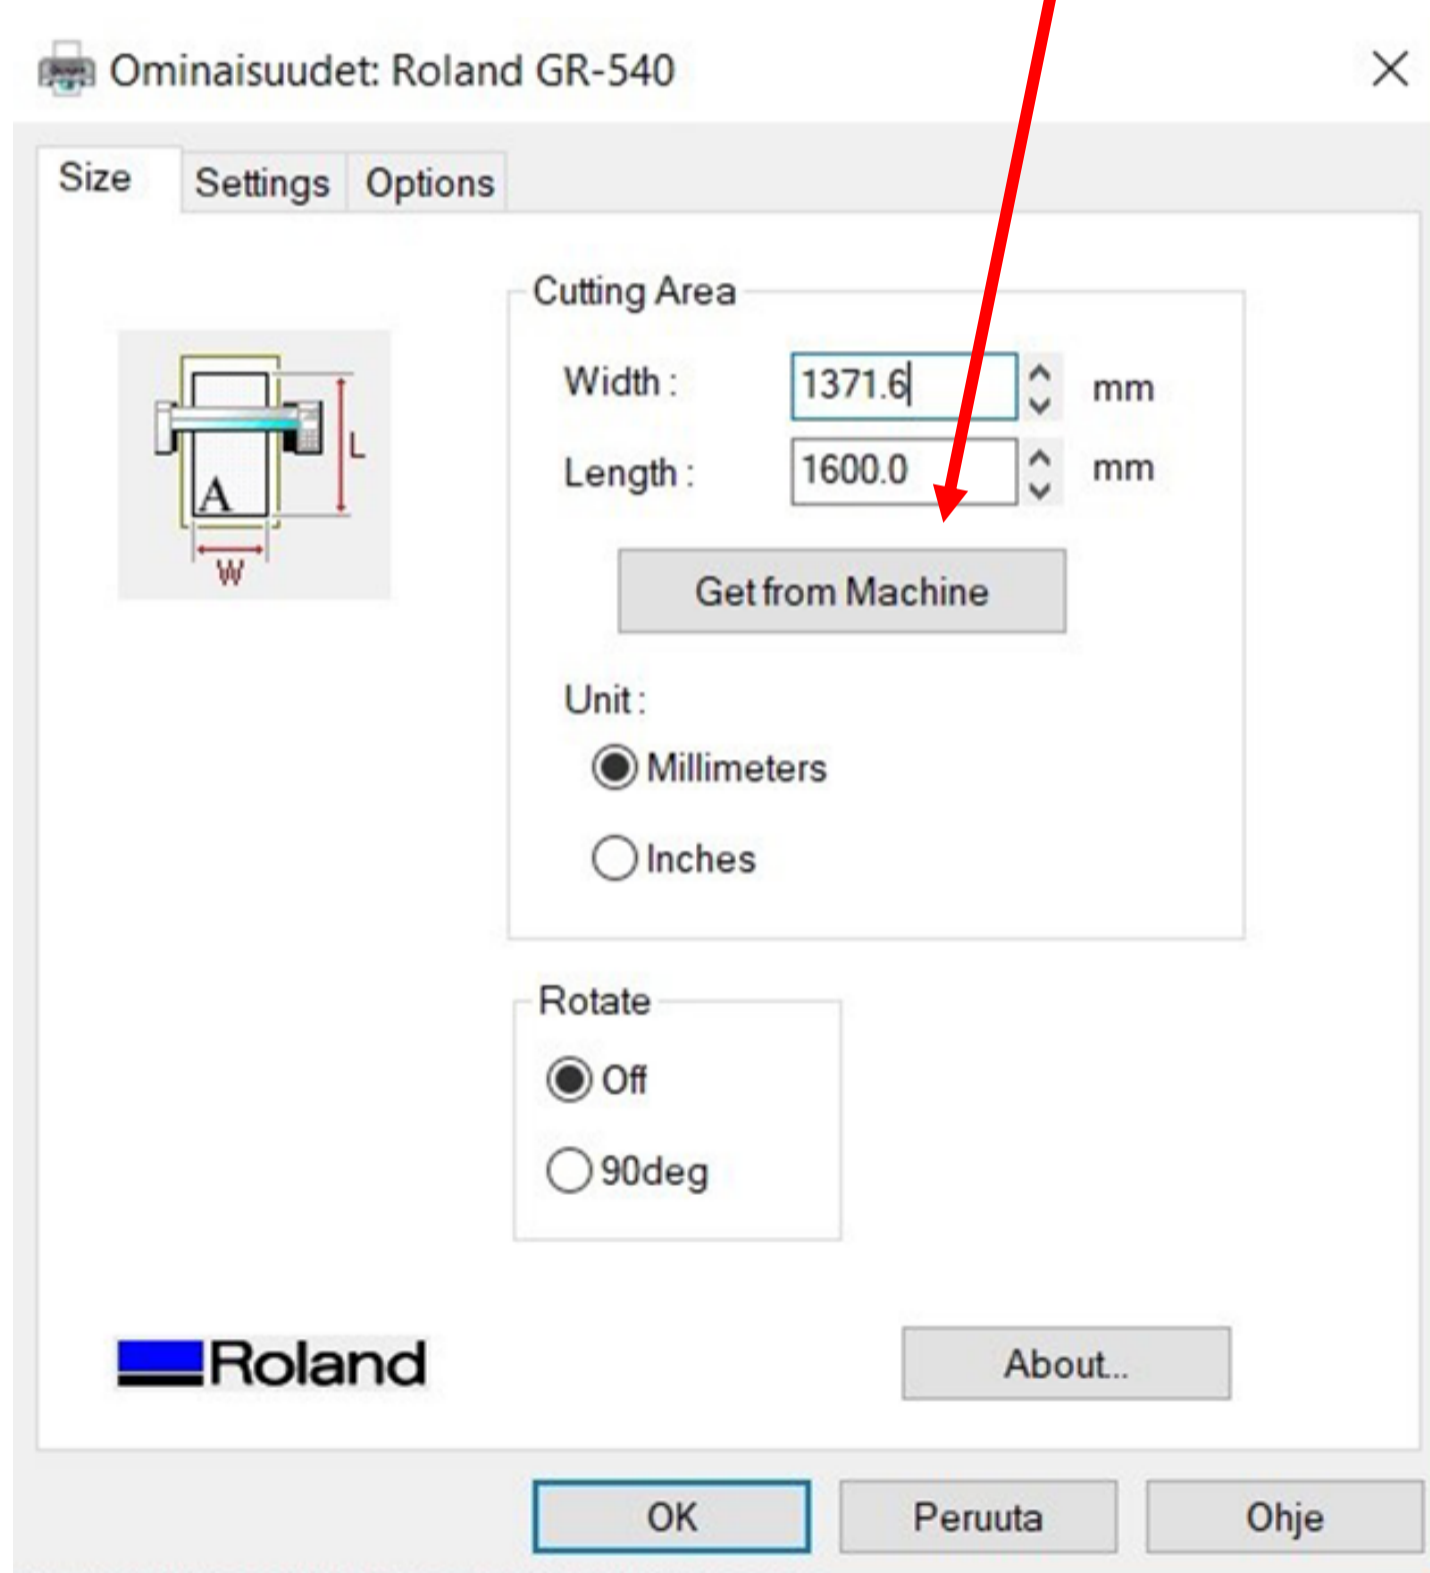 Ominaisuudet: Roland GR-540
Size Settings Options
Cutting Area
Width : 1371.6 mm
Length : 1600.0 mm
L
A
W
Get from Machine
Unit :
Millimeters
Inches
Rotate
Off
90deg
Roland
About...
OK Peruuta Ohje